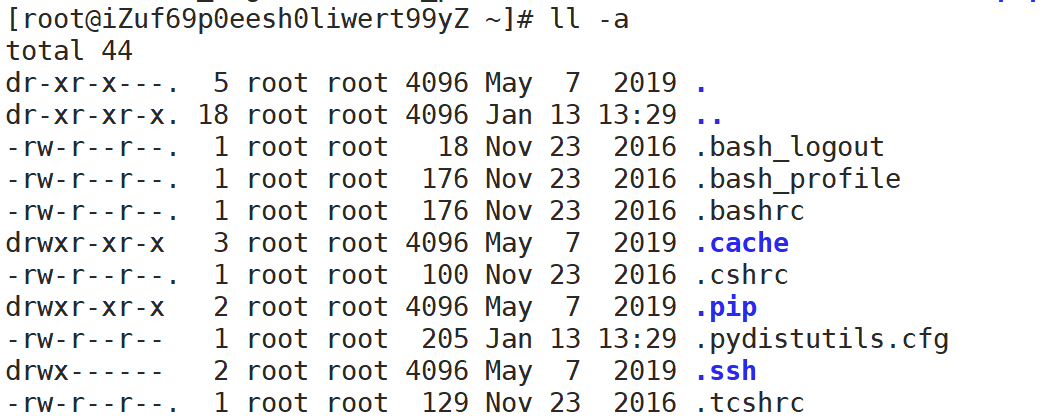 [root@iZuf69p0eesh0liwert99yZ ~]# ll -a
total 44
dr-xr-x---.  5 root root 4096 May  7  2019 .
dr-xr-xr-x. 18 root root 4096 Jan 13 13:29 ..
-rw-r--r--.  1 root root   18 Nov 23  2016 .bash_logout
-rw-r--r--.  1 root root  176 Nov 23  2016 .bash_profile
-rw-r--r--.  1 root root  176 Nov 23  2016 .bashrc
drwxr-xr-x   3 root root 4096 May  7  2019 .cache
-rw-r--r--.  1 root root  100 Nov 23  2016 .cshrc
drwxr-xr-x   2 root root 4096 May  7  2019 .pip
-rw-r--r--   1 root root  205 Jan 13 13:29 .pydistutils.cfg
drwx------   2 root root 4096 May  7  2019 .ssh
-rw-r--r--.  1 root root  129 Nov 23  2016 .tcshrc